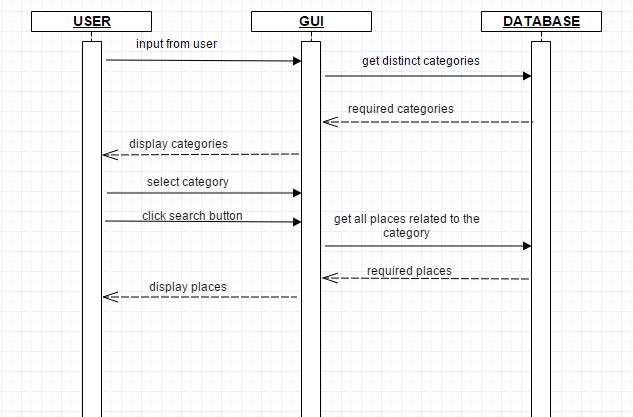 USER
GUI
DATABASE
input from user
get distinct categories
required categories
display categories
select category
click search button
get all places related to the
category
required places
display places